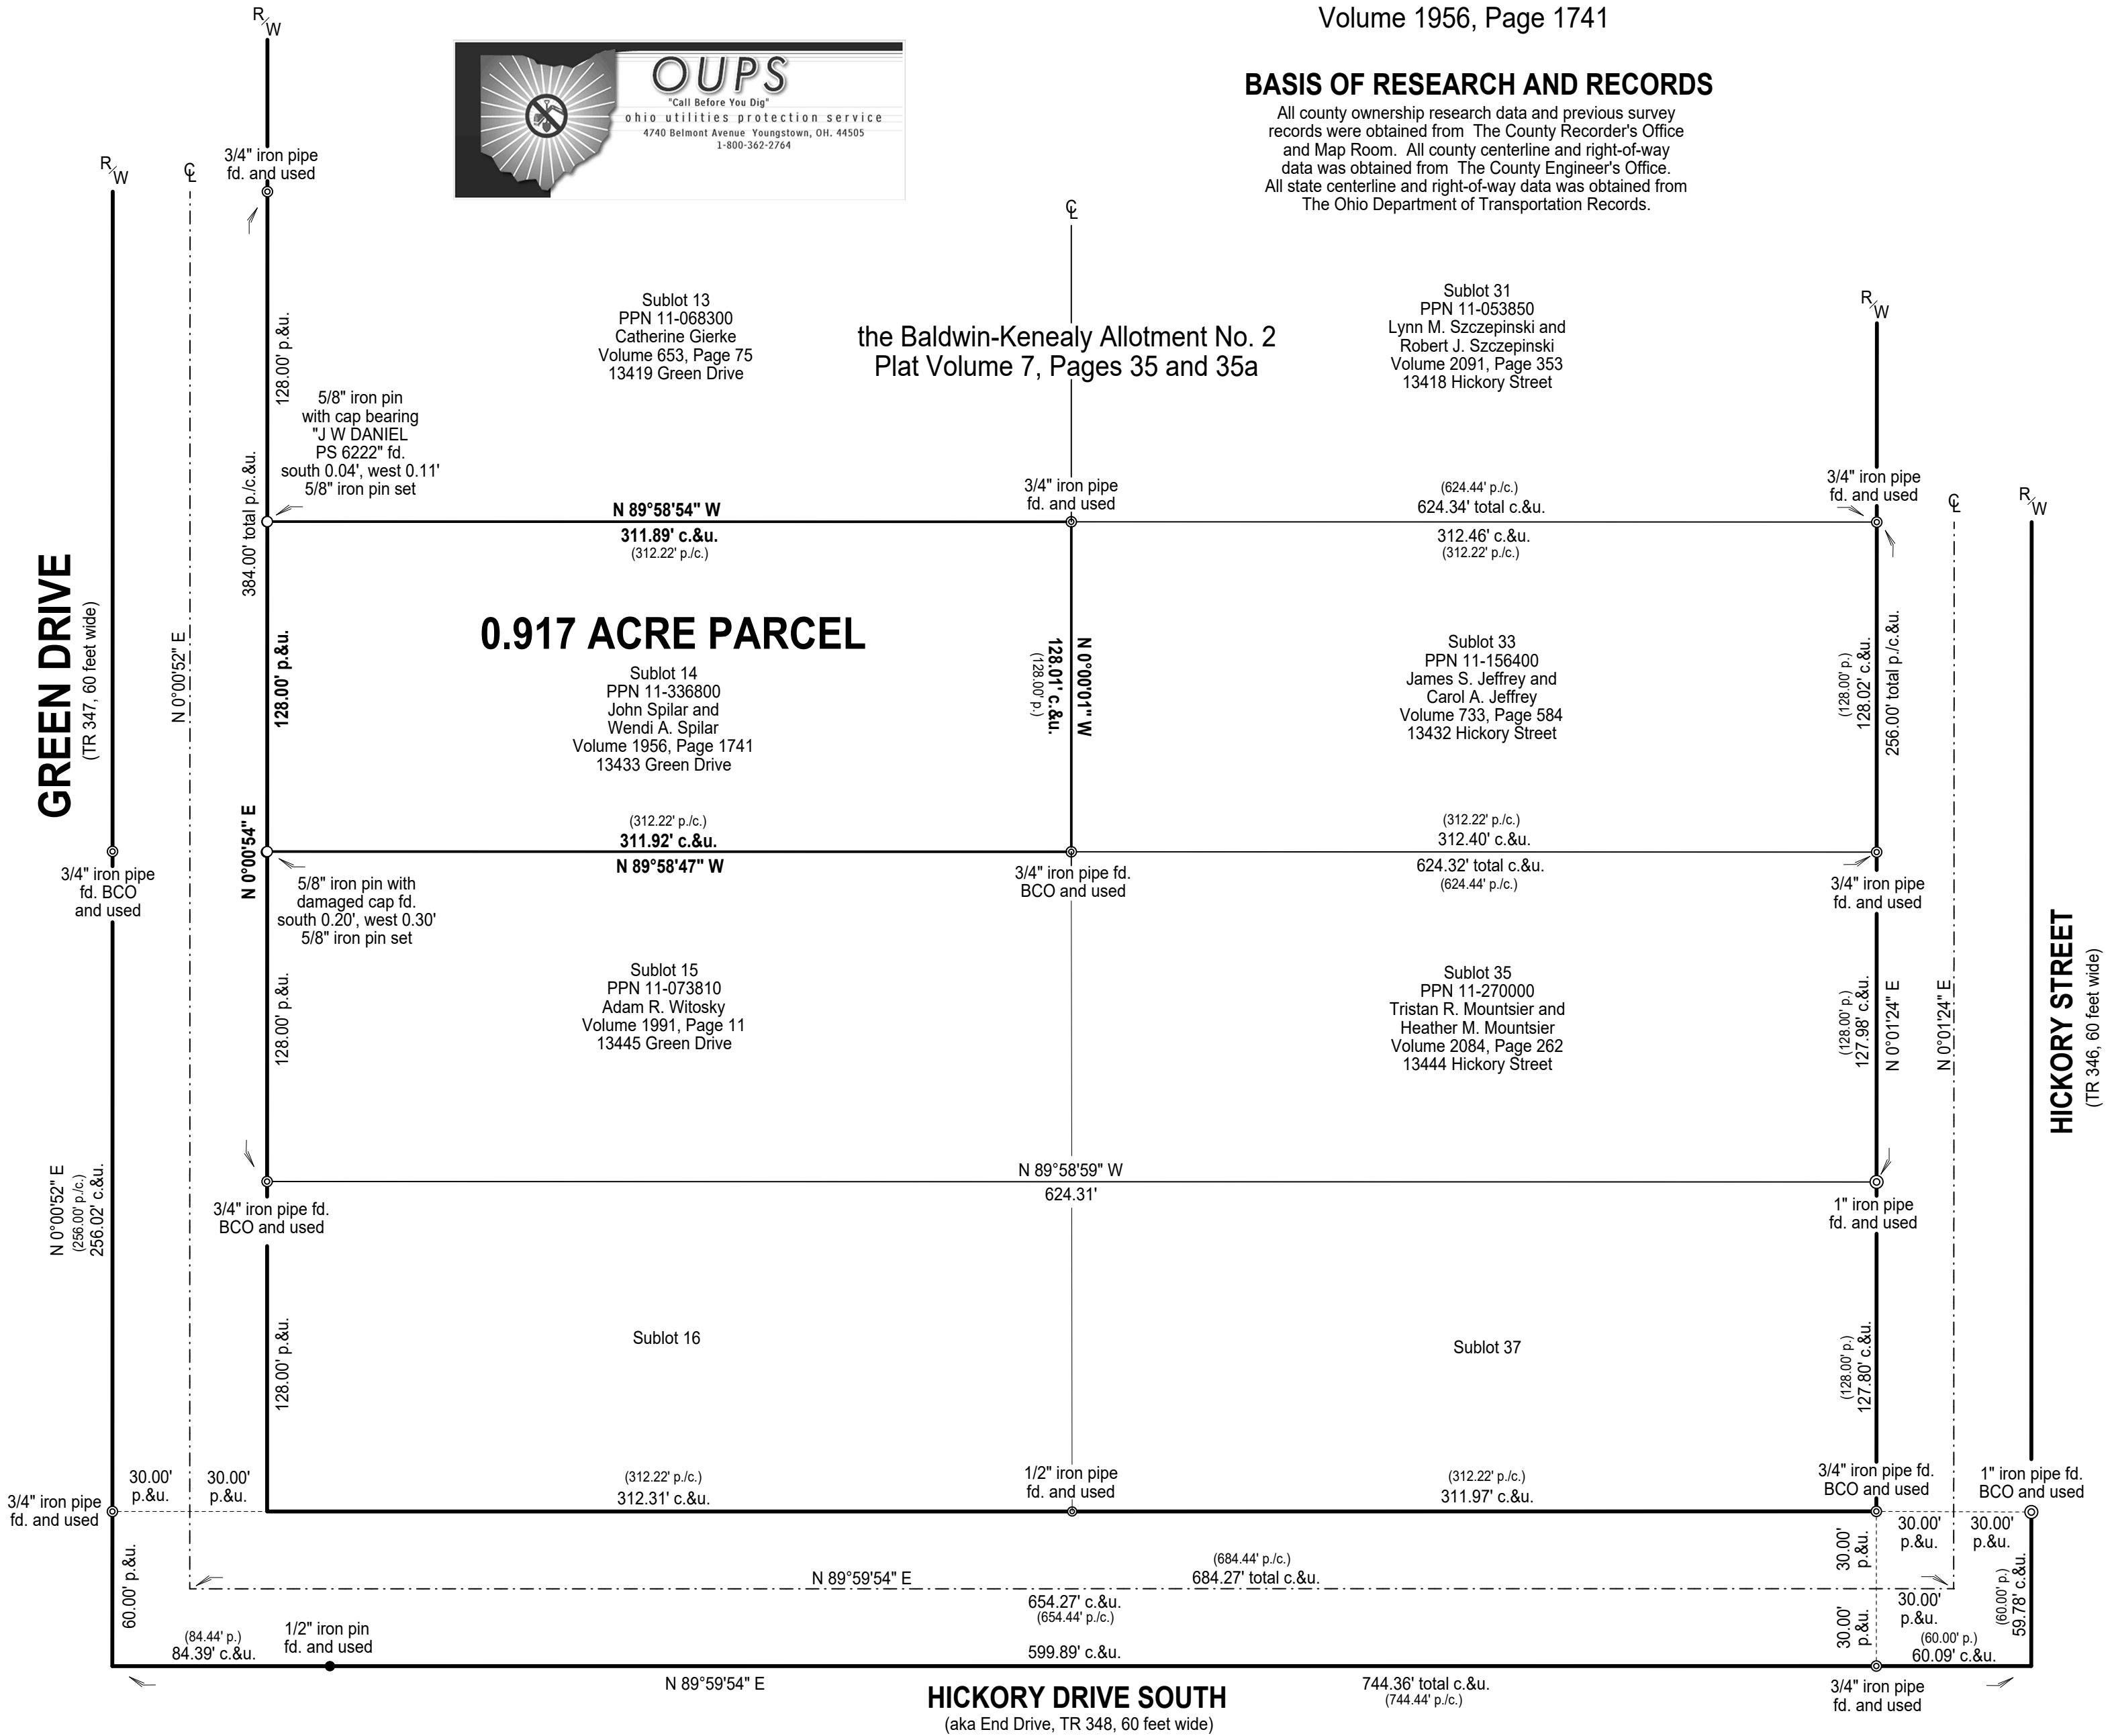 Volume 1956, Page 1741
BASIS OF RESEARCH AND RECORDS
All county ownership research data and previous survey
records were obtained from The County Recorder's Office
and Map Room. All county centerline and right-of-way
data was obtained from The County Engineer's Office.
All state centerline and right-of-way data was obtained from
The Ohio Department of Transportation Records.
OUPS
"Call Before You Dig"
ohio utilities protection service
4740 Belmont Avenue Youngstown, OH. 44505
1-800-362-2764
R/W
R/W
CL
3/4" iron pipe
fd. and used
CL
128.00' p.&u.
Sublot 13
PPN 11-068300
Catherine Gierke
Volume 653, Page 75
13419 Green Drive
the Baldwin-Kenealy Allotment No. 2
Plat Volume 7, Pages 35 and 35a
Sublot 31
PPN 11-053850
Lynn M. Szczepinski and
Robert J. Szczepinski
Volume 2091, Page 353
13418 Hickory Street
R/W
5/8" iron pin
with cap bearing
"J W DANIEL
PS 6222" fd.
south 0.04', west 0.11'
5/8" iron pin set
384.00' total p./c.&u.
N 89°58'54" W
311.89' c.&u.
(312.22' p./c.)
3/4" iron pipe
fd. and used
(624.44' p./c.)
624.34' total c.&u.
312.46' c.&u.
(312.22' p./c.)
3/4" iron pipe
fd. and used
CL
R/W
GREEN DRIVE
(TR 347, 60 feet wide)
N 0°00'52" E
128.00' p.&u.
0.917 ACRE PARCEL
Sublot 14
PPN 11-336800
John Spilar and
Wendi A. Spilar
Volume 1956, Page 1741
13433 Green Drive
N 0°00'01" W
128.01' c.&u.
(128.00' p.)
Sublot 33
PPN 11-156400
James S. Jeffrey and
Carol A. Jeffrey
Volume 733, Page 584
13432 Hickory Street
(128.00' p.)
128.02' c.&u.
256.00' total p./c.&u.
N 0°00'54" E
(312.22' p./c.)
311.92' c.&u.
N 89°58'47" W
(312.22' p./c.)
312.40' c.&u.
624.32' total c.&u.
(624.44' p./c.)
3/4" iron pipe
fd. BCO
and used
5/8" iron pin with
damaged cap fd.
south 0.20', west 0.30'
5/8" iron pin set
3/4" iron pipe fd.
BCO and used
3/4" iron pipe
fd. and used
128.00' p.&u.
Sublot 15
PPN 11-073810
Adam R. Witosky
Volume 1991, Page 11
13445 Green Drive
Sublot 35
PPN 11-270000
Tristan R. Mountsier and
Heather M. Mountsier
Volume 2084, Page 262
13444 Hickory Street
(128.00' p.)
127.98' c.&u.
N 0°01'24" E
N 0°01'24" E
HICKORY STREET
(TR 346, 60 feet wide)
N 0°00'52" E
(256.00' p./c.)
256.02' c.&u.
3/4" iron pipe fd.
BCO and used
N 89°58'59" W
624.31'
1" iron pipe
fd. and used
128.00' p.&u.
Sublot 16
Sublot 37
(128.00' p.)
127.80' c.&u.
3/4" iron pipe
fd. and used
30.00'
p.&u.
30.00'
p.&u.
(312.22' p./c.)
312.31' c.&u.
1/2" iron pipe
fd. and used
(312.22' p./c.)
311.97' c.&u.
3/4" iron pipe fd.
BCO and used
1" iron pipe fd.
BCO and used
60.00' p.&u.
N 89°59'54" E
(684.44' p./c.)
684.27' total c.&u.
30.00'
p.&u.
30.00'
p.&u.
30.00'
p.&u.
654.27' c.&u.
(654.44' p./c.)
30.00'
p.&u.
30.00'
p.&u.
(60.00' p.)
59.78' c.&u.
(84.44' p.)
84.39' c.&u.
1/2" iron pin
fd. and used
599.89' c.&u.
(60.00' p.)
60.09' c.&u.
N 89°59'54" E
744.36' total c.&u.
(744.44' p./c.)
3/4" iron pipe
fd. and used
HICKORY DRIVE SOUTH
(aka End Drive, TR 348, 60 feet wide)